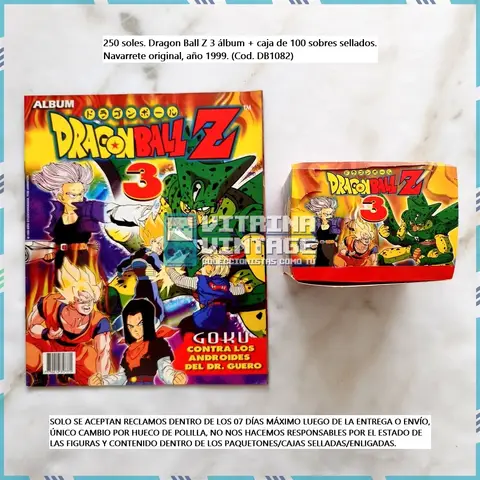 250 soles. Dragon Ball Z 3 álbum + caja de 100 sobres sellados.
Navarrete original, año 1999. (Cod. DB1082)
ALBUM
ドラゴンボール
DRAGON BALL Z
TM
3
GOKU
CONTRA LOS
ANDROIDES
DEL DR. GUERO
ドラゴンボール
DRAGON BALL Z
3
VITRINA
VINTAGE
COLECCIONISTAS COMO TÚ
SOLO SE ACEPTAN RECLAMOS DENTRO DE LOS 07 DÍAS MÁXIMO LUEGO DE LA ENTREGA O ENVÍO,
ÚNICO CAMBIO POR HUECO DE POLILLA, NO NOS HACEMOS RESPONSABLES POR EL ESTADO DE
LAS FIGURAS Y CONTENIDO DENTRO DE LOS PAQUETONES/CAJAS SELLADAS/ENLIGADAS.